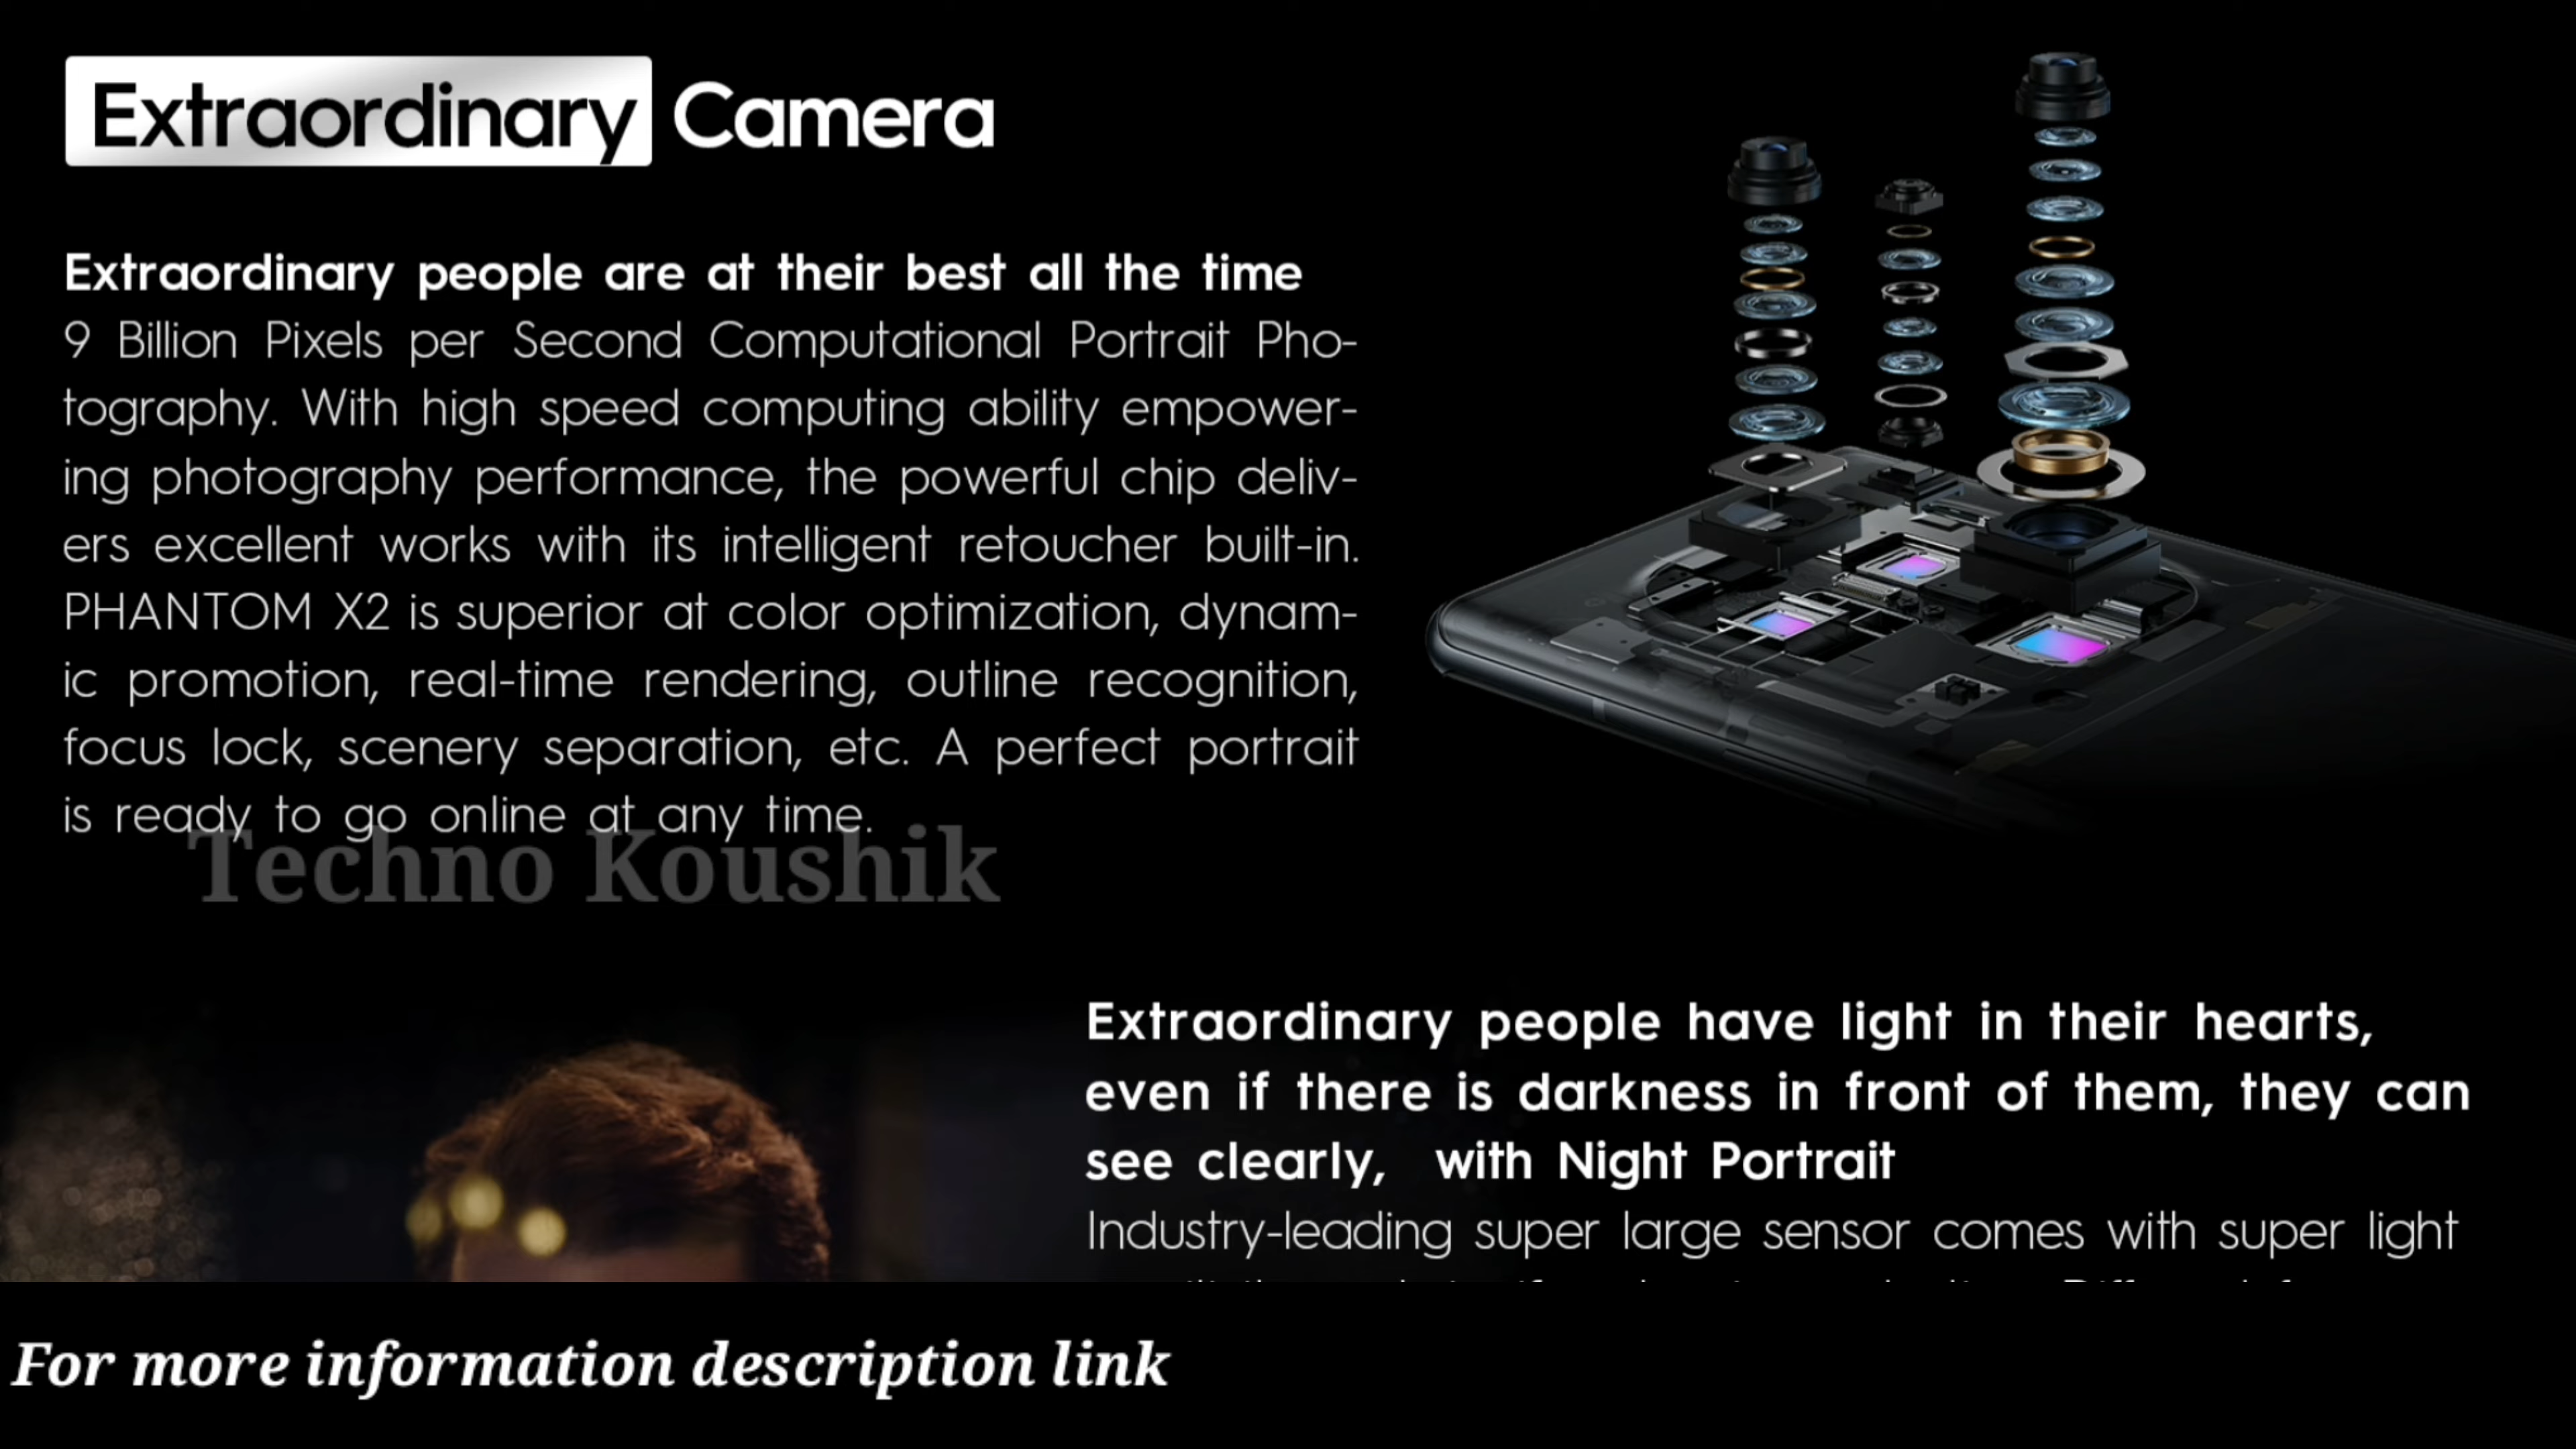 Extraordinary Camera
Extraordinary people are at their best all the time
9 Billion Pixels per Second Computational Portrait Pho-
tography. With high speed computing ability empower-
ing photography performance, the powerful chip deliv-
ers excellent works with its intelligent retoucher built-in.
PHANTOM X2 is superior at color optimization, dynam-
ic promotion, real-time rendering, outline recognition,
focus lock, scenery separation, etc. A perfect portrait
is ready to go online at any time.
Techno Koushik
Extraordinary people have light in their hearts,
even if there is darkness in front of them, they can
see clearly, with Night Portrait
Industry-leading super large sensor comes with super light
For more information description link